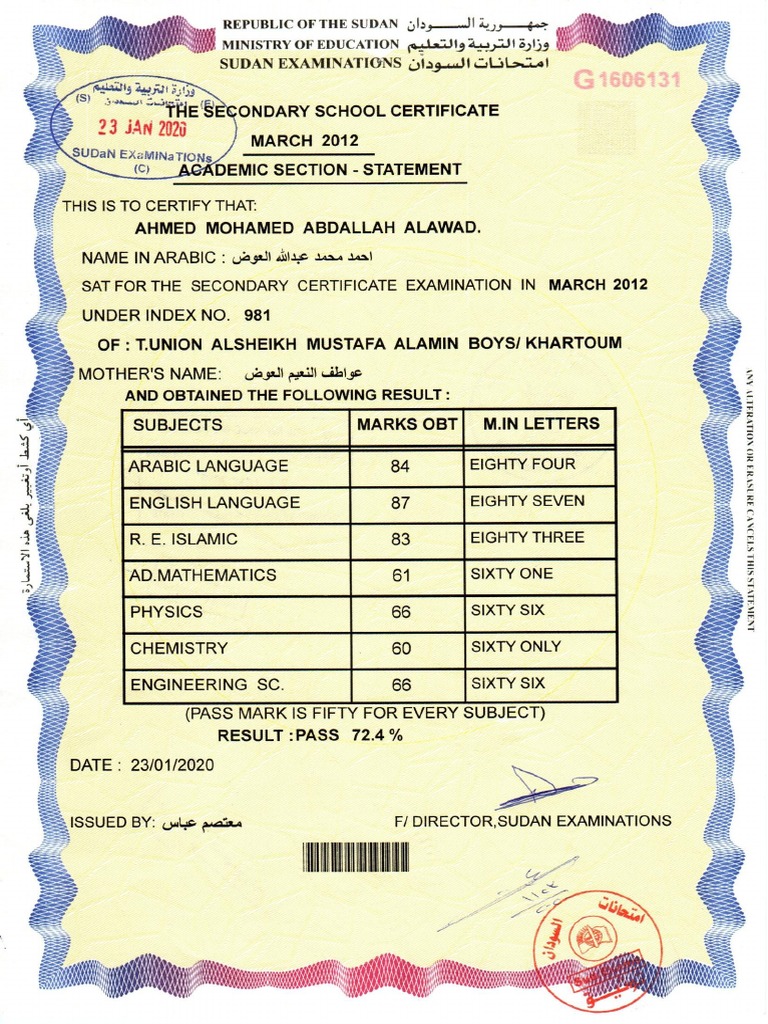 REPUBLIC OF THE SUDAN جمهورية السودان
MINISTRY OF EDUCATION وزارة التربية والتعليم
SUDAN EXAMINATIONS امتحانات السودان
G1606131
وزارة التربية والتعليم
(S) امتحانات السودان (E)
23 JAN 2020
SUDaN EXaMINaTIONs
(C)
THE SECONDARY SCHOOL CERTIFICATE
MARCH 2012
ACADEMIC SECTION - STATEMENT
THIS IS TO CERTIFY THAT:
AHMED MOHAMED ABDALLAH ALAWAD.
NAME IN ARABIC : احمد محمد عبدالله العوض
SAT FOR THE SECONDARY CERTIFICATE EXAMINATION IN MARCH 2012
UNDER INDEX NO. 981
OF : T.UNION ALSHEIKH MUSTAFA ALAMIN BOYS/ KHARTOUM
MOTHER'S NAME: عواطف النعيم العوض
AND OBTAINED THE FOLLOWING RESULT :
SUBJECTS MARKS OBT M.IN LETTERS
ARABIC LANGUAGE 84 EIGHTY FOUR
ENGLISH LANGUAGE 87 EIGHTY SEVEN
R. E. ISLAMIC 83 EIGHTY THREE
AD.MATHEMATICS 61 SIXTY ONE
PHYSICS 66 SIXTY SIX
CHEMISTRY 60 SIXTY ONLY
ENGINEERING SC. 66 SIXTY SIX
(PASS MARK IS FIFTY FOR EVERY SUBJECT)
RESULT :PASS 72.4 %
DATE : 23/01/2020
ISSUED BY: معتصم عباس
F/ DIRECTOR,SUDAN EXAMINATIONS
امتحانات السودان
أي كشط أو تغيير يلغي هذه الاستمارة
ANY ALTERATION OR ERASURE CANCELS THIS STATEMENT